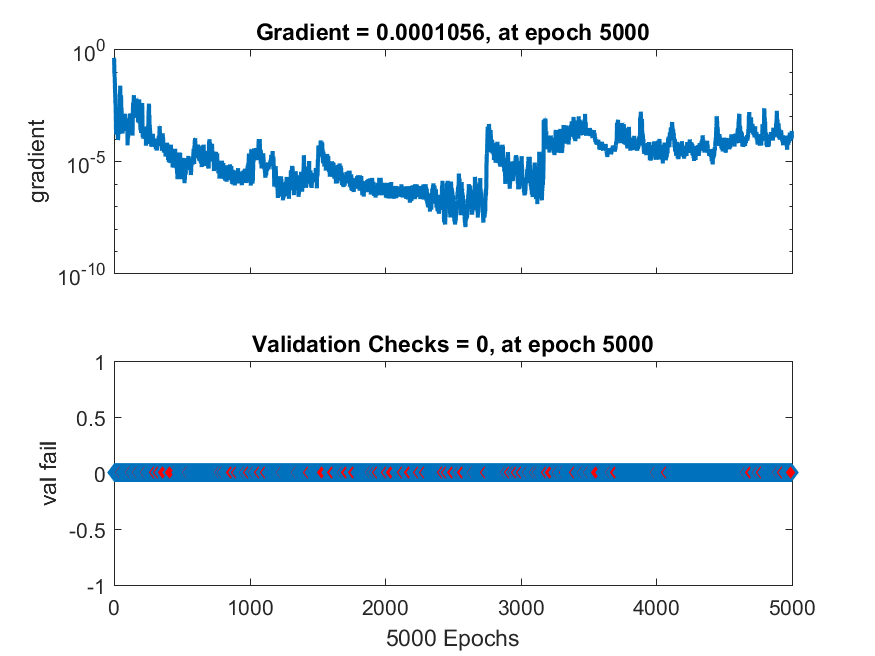 Gradient = 0.0001056, at epoch 5000
10^0
10^-5
10^-10
gradient
Validation Checks = 0, at epoch 5000
1
0.5
0
-0.5
-1
val fail
0 1000 2000 3000 4000 5000
5000 Epochs